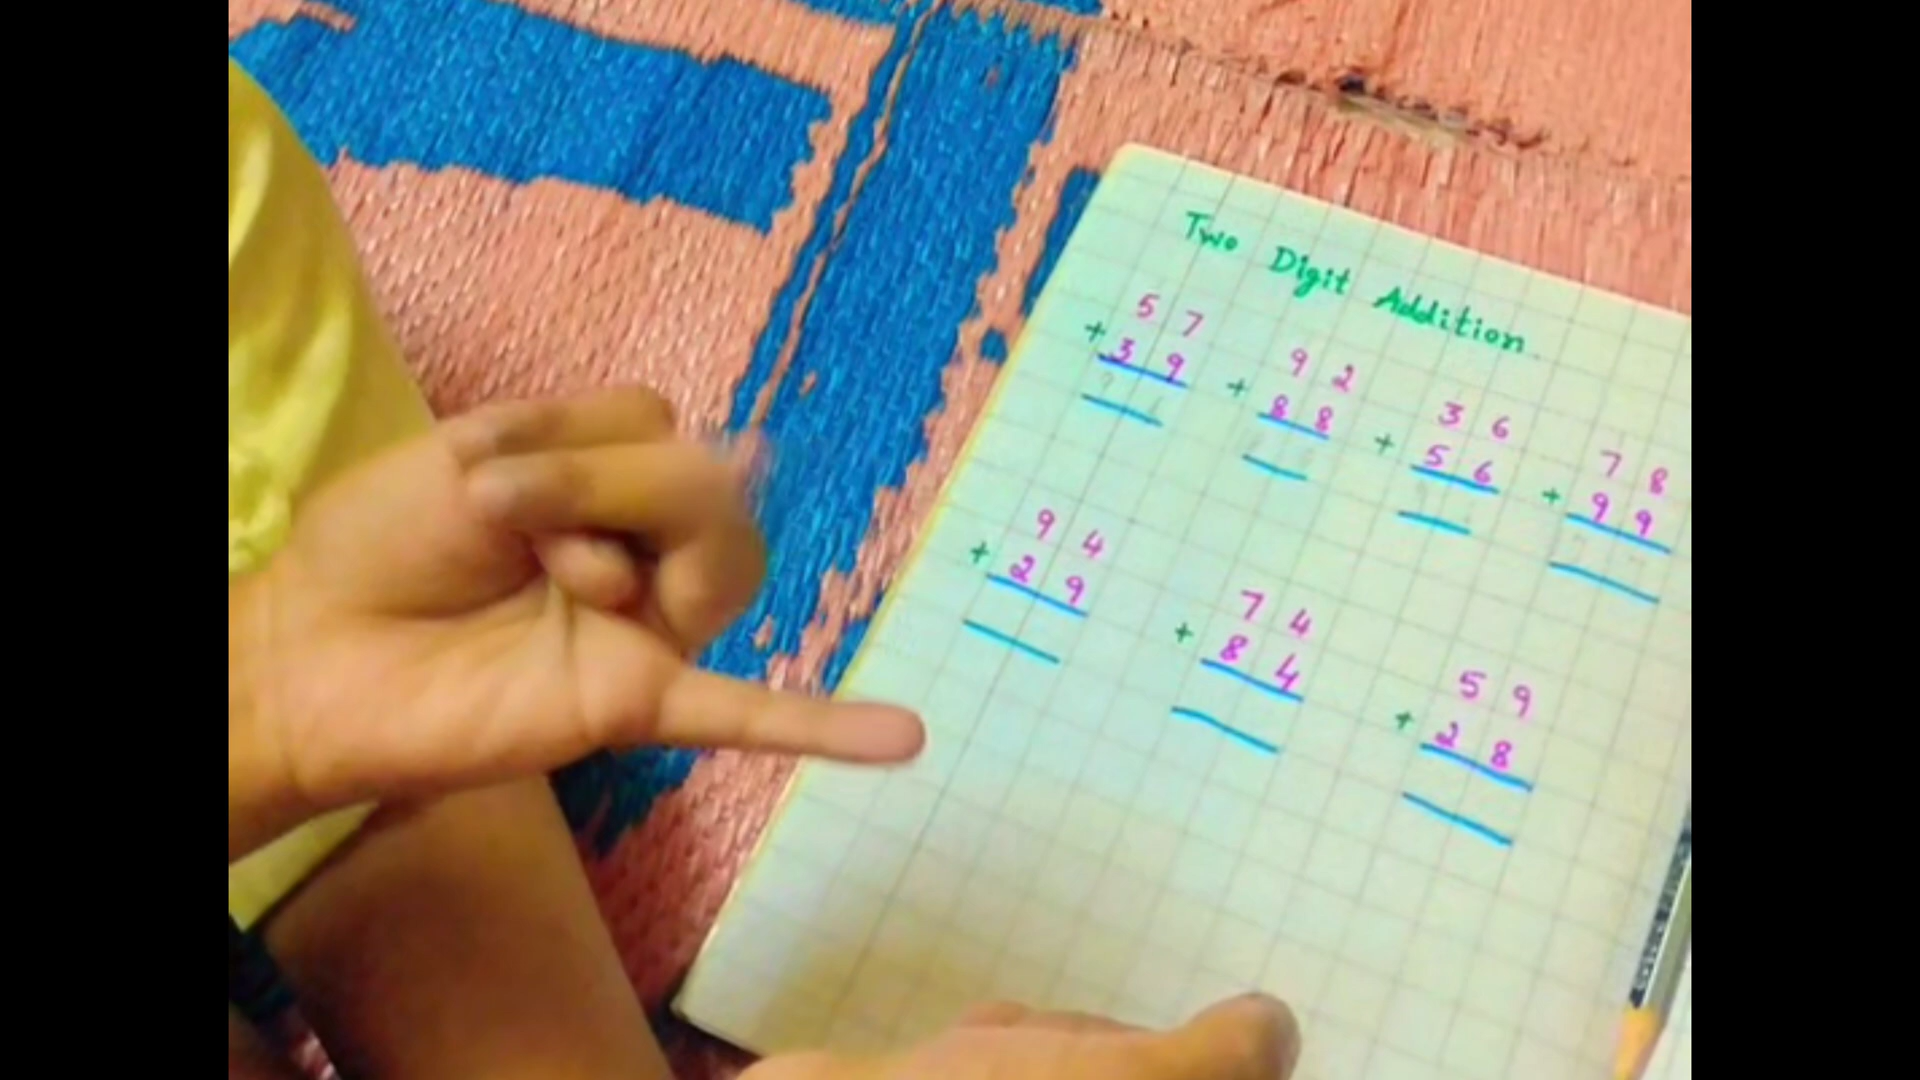 Two Digit Addition
57 92 36 78
+39 +88 +56 +99
94 74 59
+29 +84 +28